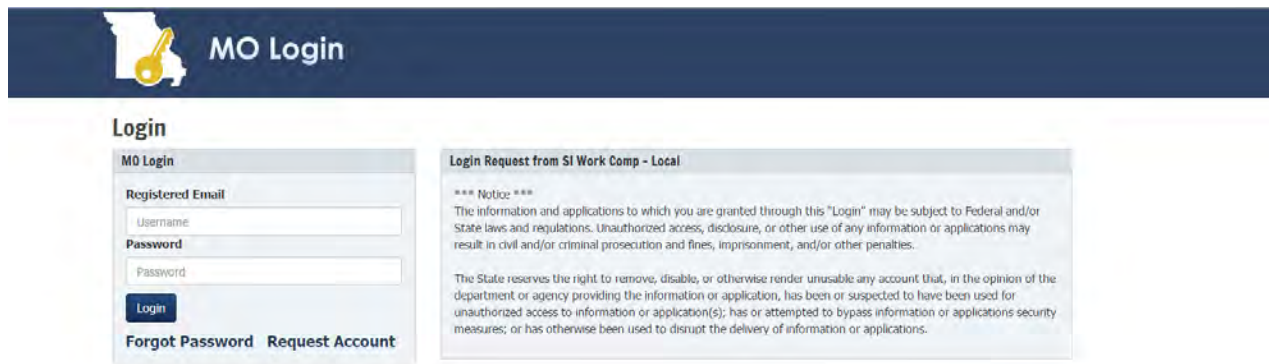 MO Login
Login
MO Login
Registered Email
Username
Password
Password
Login
Forgot Password Request Account
Login Request from SI Work Comp - Local
*** Notice ***
The information and applications to which you are granted through this "Login" may be subject to Federal and/or
State laws and regulations. Unauthorized access, disclosure, or other use of any information or applications may
result in civil and/or criminal prosecution and fines, imprisonment, and/or other penalties.
The State reserves the right to remove, disable, or otherwise render unusable any account that, in the opinion of the
department or agency providing the information or application, has been or suspected to have been used for
unauthorized access to information or application(s); has or attempted to bypass information or applications security
measures; or has otherwise been used to disrupt the delivery of information or applications.